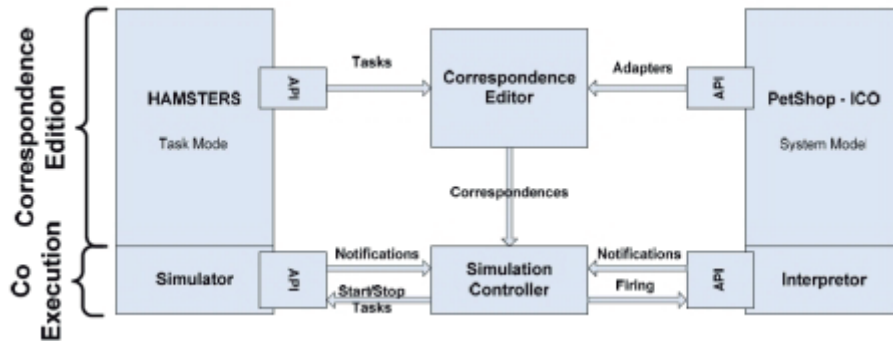 Correspondence
Edition
HAMSTERS
Task Mode
API
Tasks
Correspondence
Editor
Adapters
API
PetShop - ICO
System Model
Correspondences
Co
Execution
Simulator
API
Notifications
Start/Stop
Tasks
Simulation
Controller
Notifications
Firing
API
Interpretor